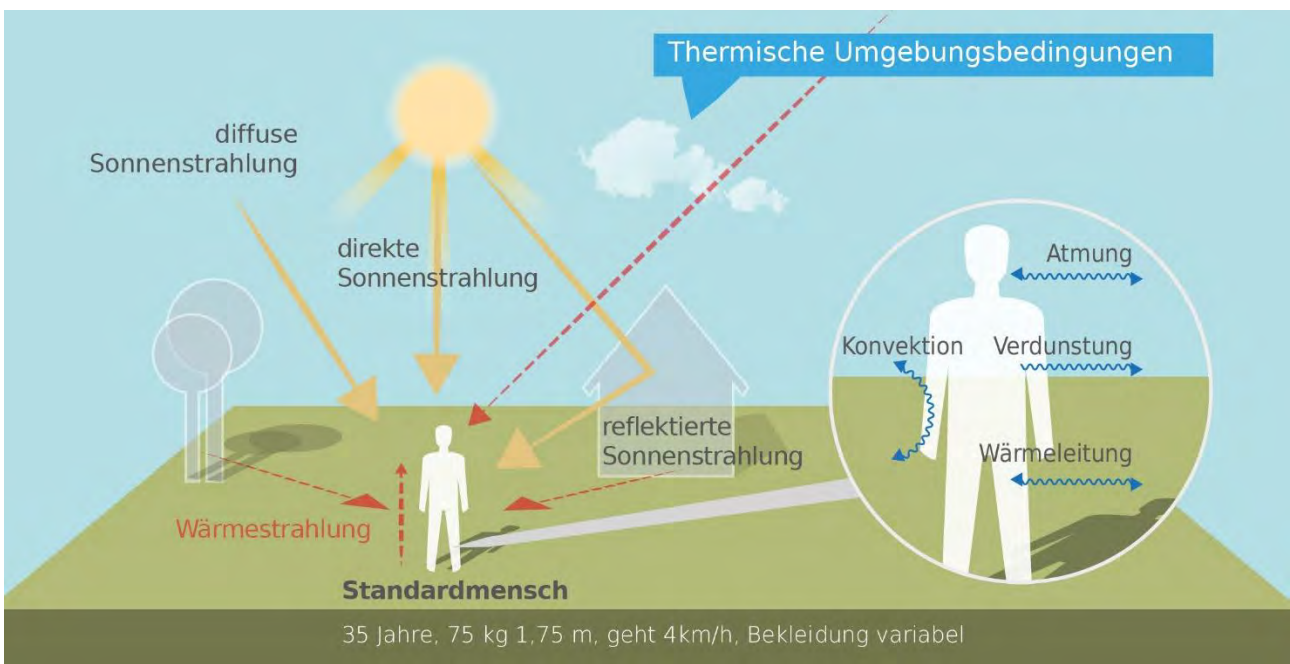 Thermische Umgebungsbedingungen
diffuse
Sonnenstrahlung
direkte
Sonnenstrahlung
Atmung
Konvektion
Verdunstung
reflektierte
Sonnenstrahlung
Wärmeleitung
Wärmestrahlung
Standardmensch
35 Jahre, 75 kg 1,75 m, geht 4km/h, Bekleidung variabel